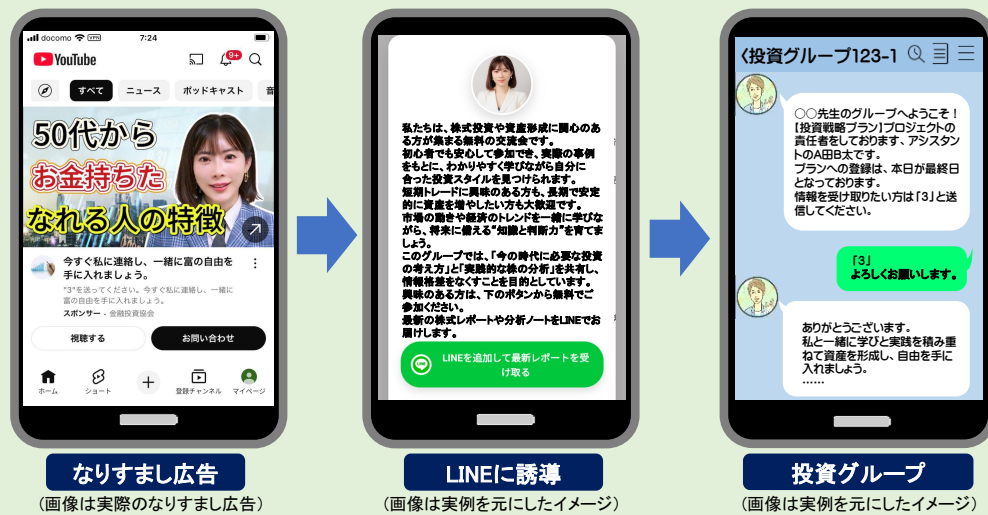 docomo VPN 7:24
YouTube
9+
すべて ニュース ポッドキャスト 音
50代から
お金持ちた
なれる人の特徴
今すぐ私に連絡し、一緒に富の自由を
手に入れましょう。
"3"を送ってください。今すぐ私に連絡し、一緒に
富の自由を手に入れましょう。
スポンサー・金融投資協会
視聴する お問い合わせ
ホーム ショート 登録チャンネル マイページ
なりすまし広告
(画像は実際のなりすまし広告)
私たちは、株式投資や資産形成に関心のあ
る方が集まる無料の交流会です。
初心者でも安心して参加でき、実際の事例
をもとに、わかりやすく学びながら自分に
合った投資スタイルを見つけられます。
短期トレードに興味のある方も、長期で安定
的に資産を増やしたい方も大歓迎です。
市場の動きや経済のトレンドを一緒に学びな
がら、将来に備える"知識と判断力"を育てま
しょう。
このグループでは、「今の時代に必要な投資
の考え方」と「実践的な株の分析」を共有し、
情報格差をなくすことを目的としています。
興味のある方は、下のボタンから無料でご
参加ください。
最新の株式レポートや分析ノートをLINEでお
届けします。
LINEを追加して最新レポートを受
け取る
LINEに誘導
(画像は実例を元にしたイメージ)
〈投資グループ123-1
○○先生のグループへようこそ！
【投資戦略プラン】プロジェクトの
責任者をしております、アシスタン
トのA田B太です。
プランへの登録は、本日が最終日
となっております。
情報を受け取りたい方は「3」と送
信してください。
「3」
よろしくお願いします。
ありがとうございます。
私と一緒に学びと実践を積み重
ねて資産を形成し、自由を手に
入れましょう。
……
投資グループ
(画像は実例を元にしたイメージ)